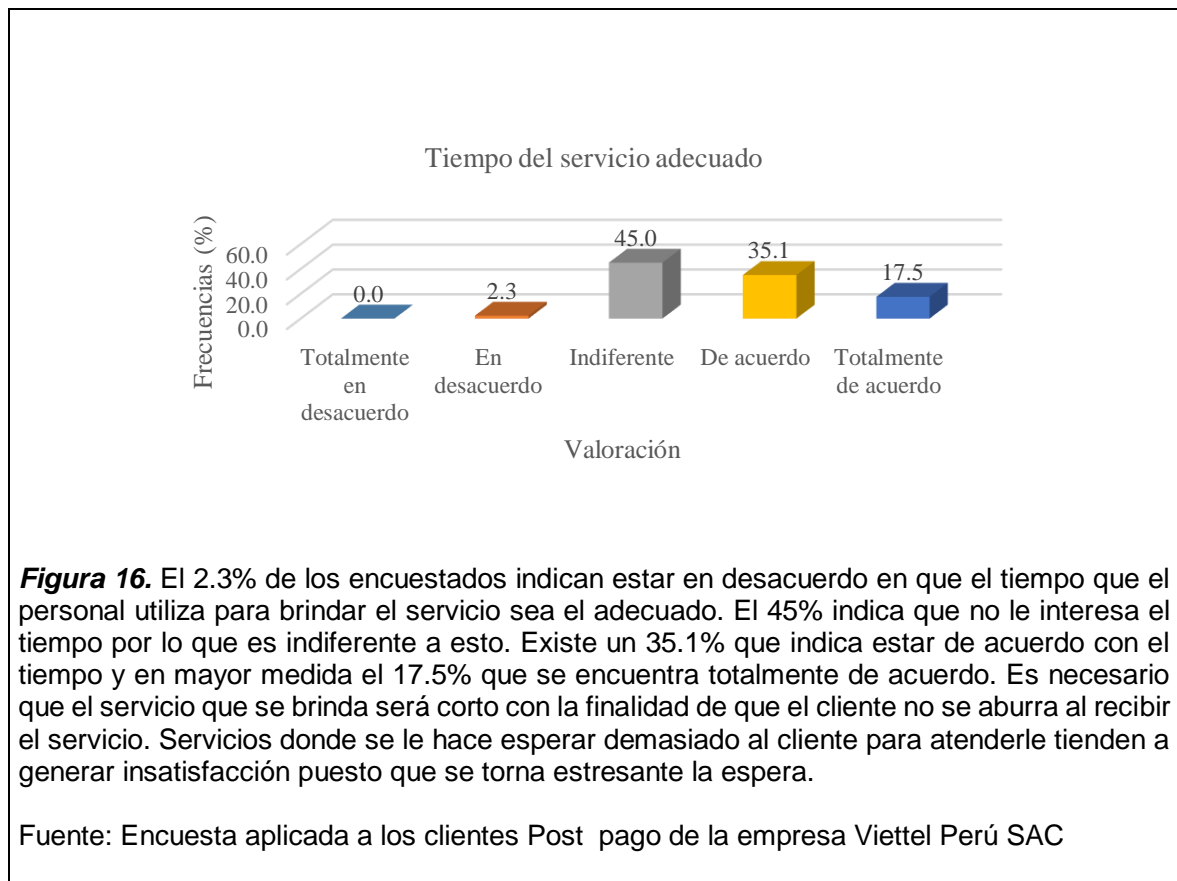 Tiempo del servicio adecuado
Frecuencias (%)
60.0
40.0
20.0
0.0
0.0
2.3
45.0
35.1
17.5
Totalmente
en
desacuerdo
En
desacuerdo
Indiferente
De acuerdo
Totalmente
de acuerdo
Valoración
Figura 16. El 2.3% de los encuestados indican estar en desacuerdo en que el tiempo que el
personal utiliza para brindar el servicio sea el adecuado. El 45% indica que no le interesa el
tiempo por lo que es indiferente a esto. Existe un 35.1% que indica estar de acuerdo con el
tiempo y en mayor medida el 17.5% que se encuentra totalmente de acuerdo. Es necesario
que el servicio que se brinda será corto con la finalidad de que el cliente no se aburra al recibir
el servicio. Servicios donde se le hace esperar demasiado al cliente para atenderle tienden a
generar insatisfacción puesto que se torna estresante la espera.
Fuente: Encuesta aplicada a los clientes Post pago de la empresa Viettel Perú SAC